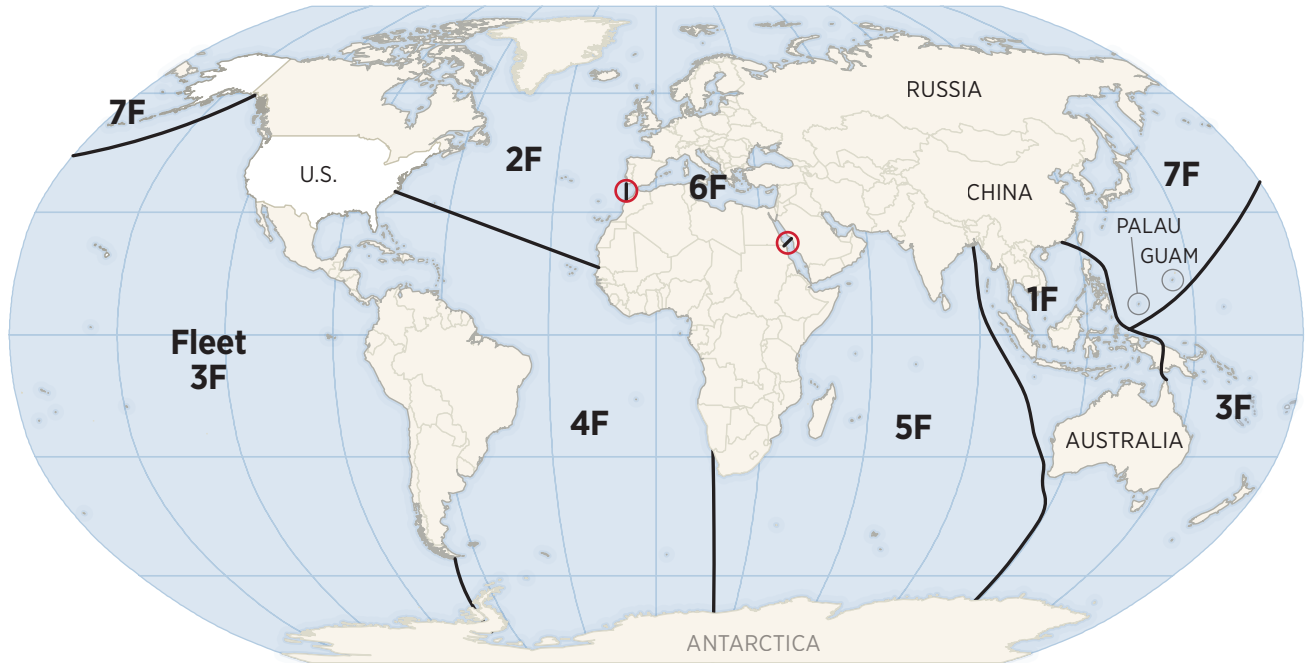 RUSSIA
7F
2F
U.S.
7F
6F
CHINA
PALAU
GUAM
1F
Fleet
3F
3F
4F
5F
AUSTRALIA
ANTARCTICA